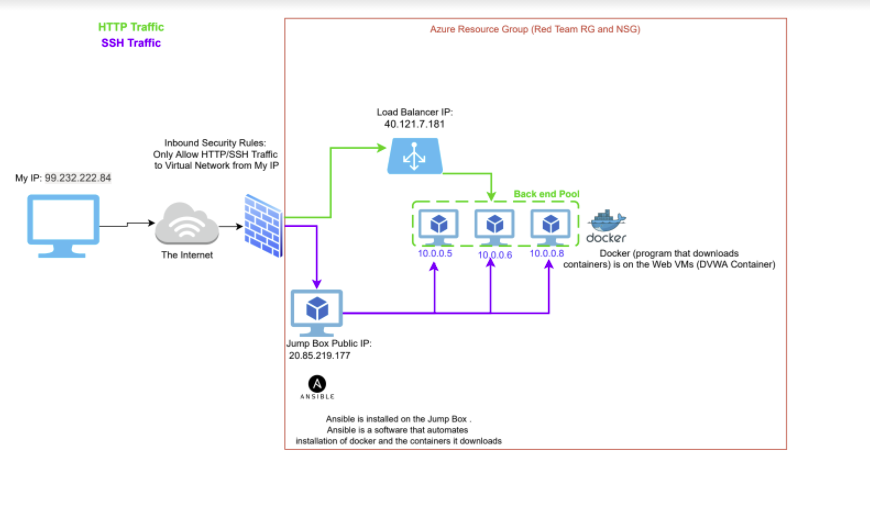 HTTP Traffic
SSH Traffic
Azure Resource Group (Red Team RG and NSG)
Load Balancer IP:
40.121.7.181
Inbound Security Rules:
Only Allow HTTP/SSH Traffic
to Virtual Network from My IP
My IP: 99.232.222.84
The Internet
Back end Pool
10.0.0.5
10.0.0.6
10.0.0.8
docker
Docker (program that downloads
containers) is on the Web VMs (DVWA Container)
Jump Box Public IP:
20.85.219.177
A
ANSIBLE
Ansible is installed on the Jump Box .
Ansible is a software that automates
installation of docker and the containers it downloads